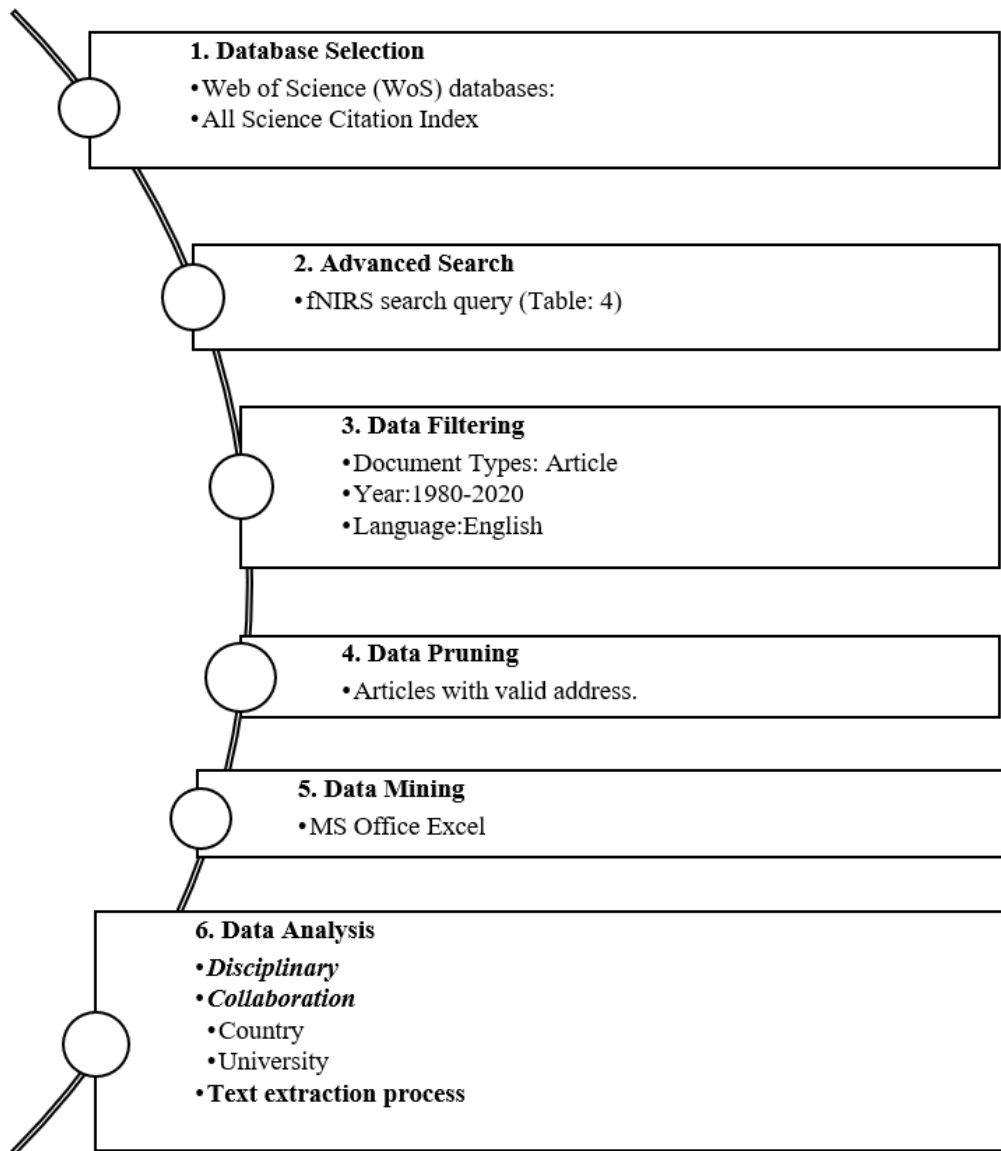 1. Database Selection
•Web of Science (WoS) databases:
•All Science Citation Index
2. Advanced Search
•fNIRS search query (Table: 4)
3. Data Filtering
•Document Types: Article
•Year:1980-2020
•Language:English
4. Data Pruning
•Articles with valid address.
5. Data Mining
•MS Office Excel
6. Data Analysis
•Disciplinary
•Collaboration
•Country
•University
•Text extraction process